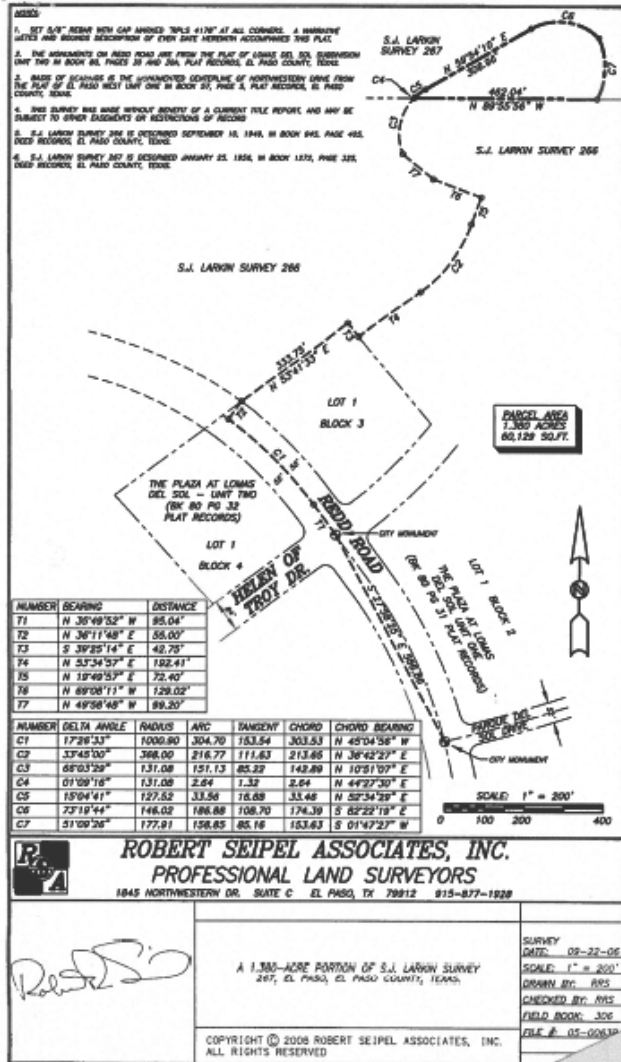 NOTES:
1. SET 5/8" REBAR WITH CAP MARKED "RPLS 4178" AT ALL CORNERS. A NARRATIVE
METES AND BOUNDS DESCRIPTION OF EVEN DATE HEREWITH ACCOMPANIES THIS PLAT.
2. THE MONUMENTS ON REDD ROAD ARE FROM THE PLAT OF LOMAS DEL SOL SUBDIVISION
UNIT TWO IN BOOK 80, PAGES 32 AND 32A, PLAT RECORDS, EL PASO COUNTY, TEXAS.
3. BASIS OF BEARINGS IS THE MONUMENTED CENTERLINE OF NORTHWESTERN DRIVE FROM
THE PLAT OF EL PASO WEST UNIT ONE IN BOOK 57, PAGE 5, PLAT RECORDS, EL PASO
COUNTY, TEXAS.
4. THIS SURVEY WAS MADE WITHOUT BENEFIT OF A CURRENT TITLE REPORT, AND MAY BE
SUBJECT TO OTHER EASEMENTS OR RESTRICTIONS OF RECORD
5. S.J. LARKIN SURVEY 266 IS DESCRIBED SEPTEMBER 10, 1948, IN BOOK 945, PAGE 405,
DEED RECORDS, EL PASO COUNTY, TEXAS.
6. S.J. LARKIN SURVEY 267 IS DESCRIBED JANUARY 25, 1956, IN BOOK 1273, PAGE 325,
DEED RECORDS, EL PASO COUNTY, TEXAS.
S.J. LARKIN
SURVEY 267
C6
C7
C4
C5
462.04'
N 89°55'56" W
C3
S.J. LARKIN SURVEY 266
T7
T6
T5
C2
S.J. LARKIN SURVEY 266
T4
T3
333.75'
N 53°41'33" E
LOT 1
BLOCK 3
PARCEL AREA
1.380 ACRES
60,129 SQ.FT.
T2
C1
THE PLAZA AT LOMAS
DEL SOL - UNIT TWO
(BK 80 PG 32
PLAT RECORDS)
LOT 1
BLOCK 4
T1
REDD ROAD
CITY MONUMENT
HELEN OF
TROY DR.
LOT 1 BLOCK 2
THE PLAZA AT LOMAS
DEL SOL UNIT ONE
(BK 80 PG 31 PLAT RECORDS)
PARQUE DEL
SOL DRIVE
CITY MONUMENT
NUMBER BEARING DISTANCE
T1 N 36°49'52" W 95.04'
T2 N 36°11'48" E 55.00'
T3 S 39°25'14" E 42.75'
T4 N 53°34'57" E 192.41'
T5 N 19°49'57" E 72.40'
T6 N 69°08'11" W 129.02'
T7 N 49°56'48" W 99.20'
NUMBER DELTA ANGLE RADIUS ARC TANGENT CHORD CHORD BEARING
C1 17°26'33" 1000.90 304.70 153.54 303.53 N 45°04'56" W
C2 33°45'00" 368.00 216.77 111.63 213.65 N 36°42'27" E
C3 66°03'29" 131.08 151.13 85.22 142.89 N 10°51'07" E
C4 01°09'16" 131.08 2.64 1.32 2.64 N 44°27'30" E
C5 15°04'41" 127.52 33.56 16.88 33.46 N 52°34'29" E
C6 73°19'44" 146.02 186.88 108.70 174.39 S 82°22'19" E
C7 51°09'26" 177.91 158.85 85.16 153.63 S 01°47'27" W
SCALE: 1" = 200'
0 100 200 400
R & A
ROBERT SEIPEL ASSOCIATES, INC.
PROFESSIONAL LAND SURVEYORS
1845 NORTHWESTERN DR. SUITE C EL PASO, TX 79912 915-877-1928
A 1.380-ACRE PORTION OF S.J. LARKIN SURVEY
267, EL PASO, EL PASO COUNTY, TEXAS.
COPYRIGHT © 2006 ROBERT SEIPEL ASSOCIATES, INC.
ALL RIGHTS RESERVED
SURVEY
DATE: 09-22-06
SCALE: 1" = 200'
DRAWN BY: RRS
CHECKED BY: RRS
FIELD BOOK: 306
FILE #: 05-0063P